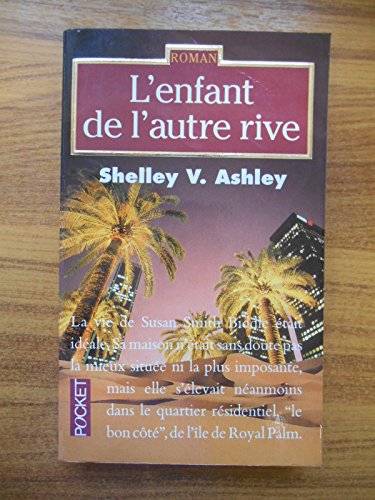 ROMAN
L'enfant
de l'autre rive
Shelley V. Ashley
La vie de Susan Smith Biddle était
idéale. Sa maison n'était sans doute pas
la mieux située ni la plus imposante,
mais elle s'élevait néanmoins
dans le quartier résidentiel, "le
bon côté", de l'île de Royal Palm.
POCKET